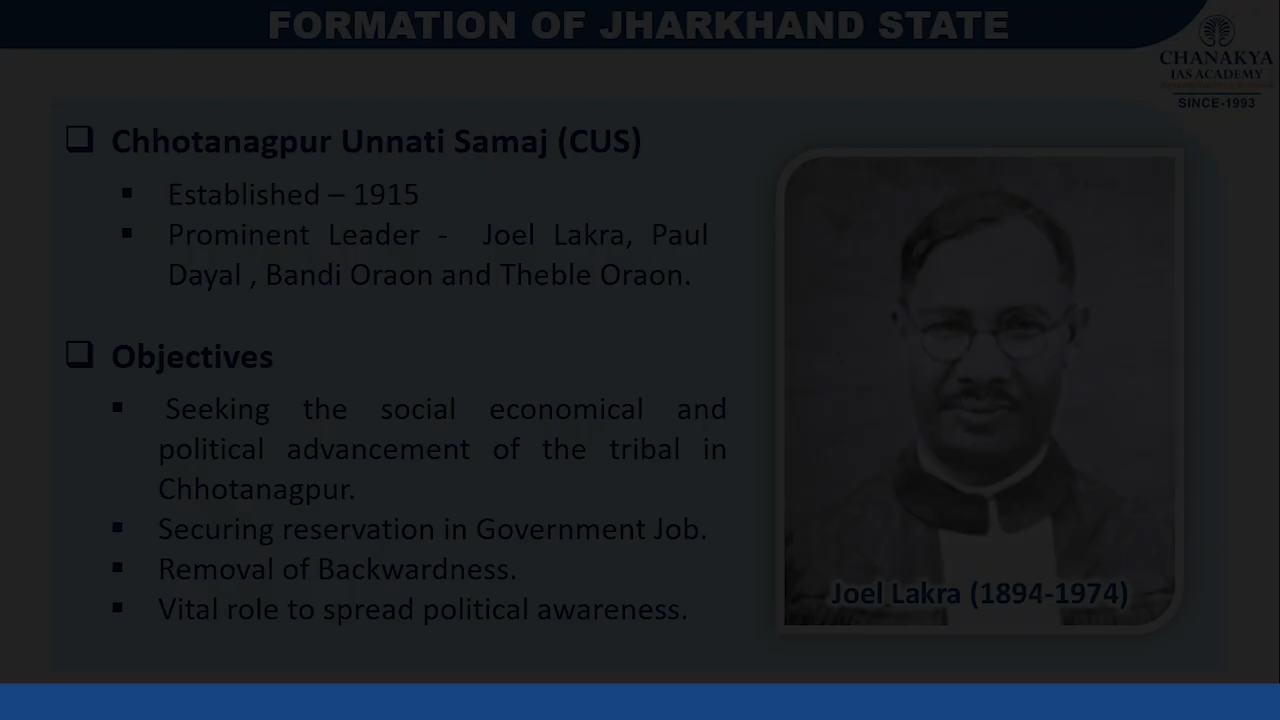 FORMATION OF JHARKHAND STATE
CHANAKYA
IAS ACADEMY
SINCE-1993
❑ Chhotanagpur Unnati Samaj (CUS)
▪ Established – 1915
▪ Prominent Leader - Joel Lakra, Paul
Dayal , Bandi Oraon and Theble Oraon.
❑ Objectives
▪ Seeking the social economical and
political advancement of the tribal in
Chhotanagpur.
▪ Securing reservation in Government Job.
▪ Removal of Backwardness.
▪ Vital role to spread political awareness.
Joel Lakra (1894-1974)